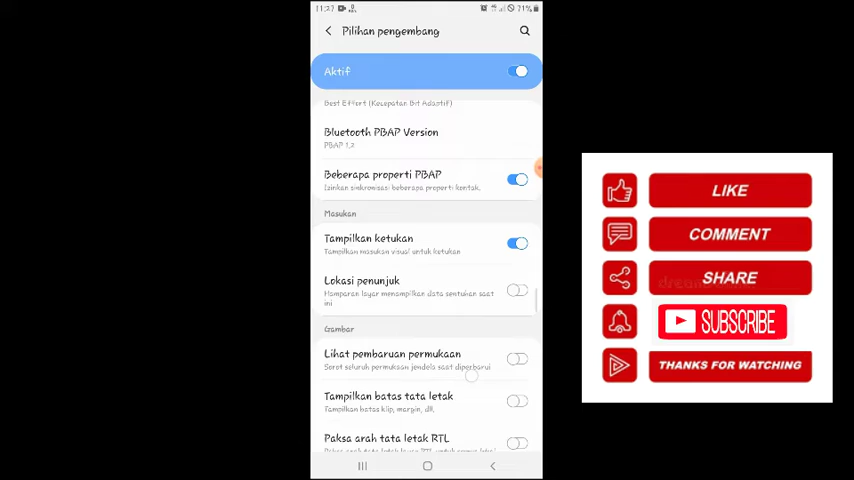 11:27
71%
Pilihan pengembang
Aktif
Best Effort (Kecepatan Bit Adaptif)
Bluetooth PBAP Version
PBAP 1.2
Beberapa properti PBAP
Izinkan sinkronisasi beberapa properti kontak.
Masukan
Tampilkan ketukan
Tampilkan masukan visual untuk ketukan
Lokasi penunjuk
Hamparan layar menampilkan data sentuhan saat
ini
Gambar
Lihat pembaruan permukaan
Sorot seluruh permukaan jendela saat diperbarui
Tampilkan batas tata letak
Tampilkan batas klip, margin, dll.
Paksa arah tata letak RTL
LIKE
COMMENT
SHARE
SUBSCRIBE
THANKS FOR WATCHING